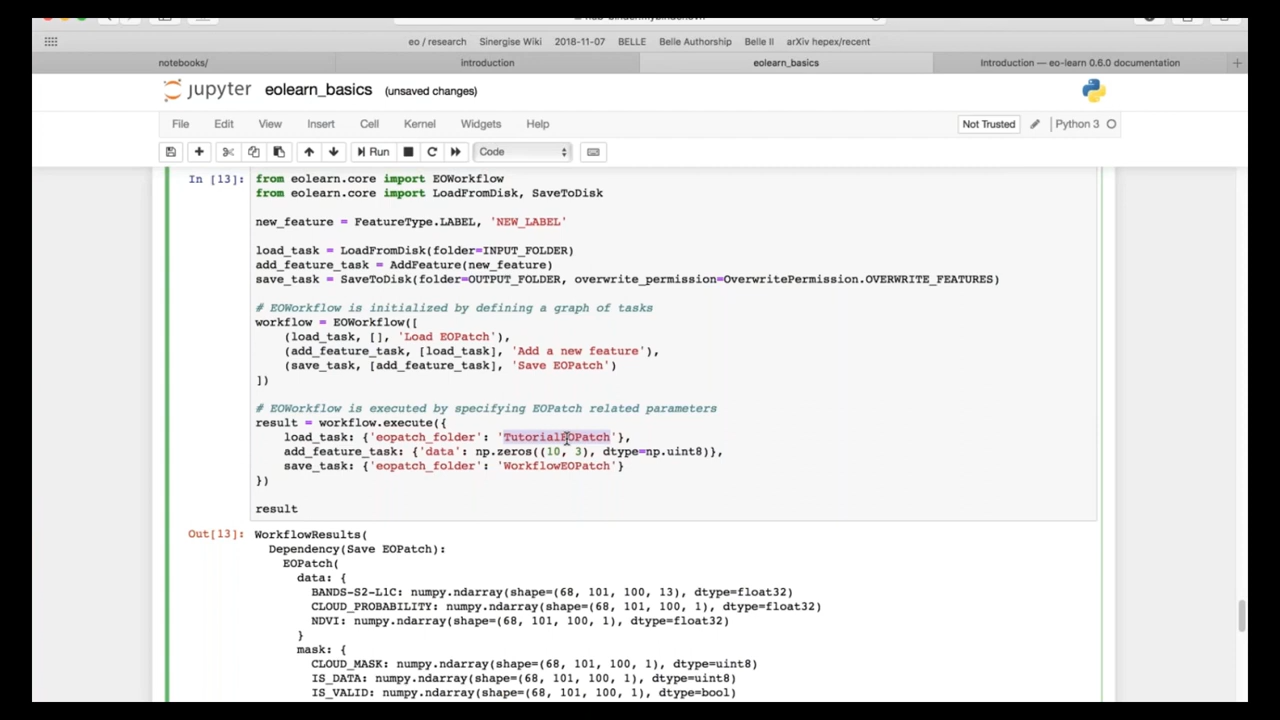 eo / research Sinergise Wiki 2018-11-07 BELLE Belle Authorship Belle II arXiv hepex/recent
notebooks/ introduction eolearn_basics Introduction — eo-learn 0.6.0 documentation
jupyter eolearn_basics (unsaved changes)
File Edit View Insert Cell Kernel Widgets Help Not Trusted Python 3
Run Code
In [13]: from eolearn.core import EOWorkflow
from eolearn.core import LoadFromDisk, SaveToDisk
new_feature = FeatureType.LABEL, 'NEW_LABEL'
load_task = LoadFromDisk(folder=INPUT_FOLDER)
add_feature_task = AddFeature(new_feature)
save_task = SaveToDisk(folder=OUTPUT_FOLDER, overwrite_permission=OverwritePermission.OVERWRITE_FEATURES)
# EOWorkflow is initialized by defining a graph of tasks
workflow = EOWorkflow([
(load_task, [], 'Load EOPatch'),
(add_feature_task, [load_task], 'Add a new feature'),
(save_task, [add_feature_task], 'Save EOPatch')
])
# EOWorkflow is executed by specifying EOPatch related parameters
result = workflow.execute({
load_task: {'eopatch_folder': 'TutorialEOPatch'},
add_feature_task: {'data': np.zeros((10, 3), dtype=np.uint8)},
save_task: {'eopatch_folder': 'WorkflowEOPatch'}
})
result
Out[13]: WorkflowResults(
Dependency(Save EOPatch):
EOPatch(
data: {
BANDS-S2-L1C: numpy.ndarray(shape=(68, 101, 100, 13), dtype=float32)
CLOUD_PROBABILITY: numpy.ndarray(shape=(68, 101, 100, 1), dtype=float32)
NDVI: numpy.ndarray(shape=(68, 101, 100, 1), dtype=float32)
}
mask: {
CLOUD_MASK: numpy.ndarray(shape=(68, 101, 100, 1), dtype=uint8)
IS_DATA: numpy.ndarray(shape=(68, 101, 100, 1), dtype=uint8)
IS_VALID: numpy.ndarray(shape=(68, 101, 100, 1), dtype=bool)